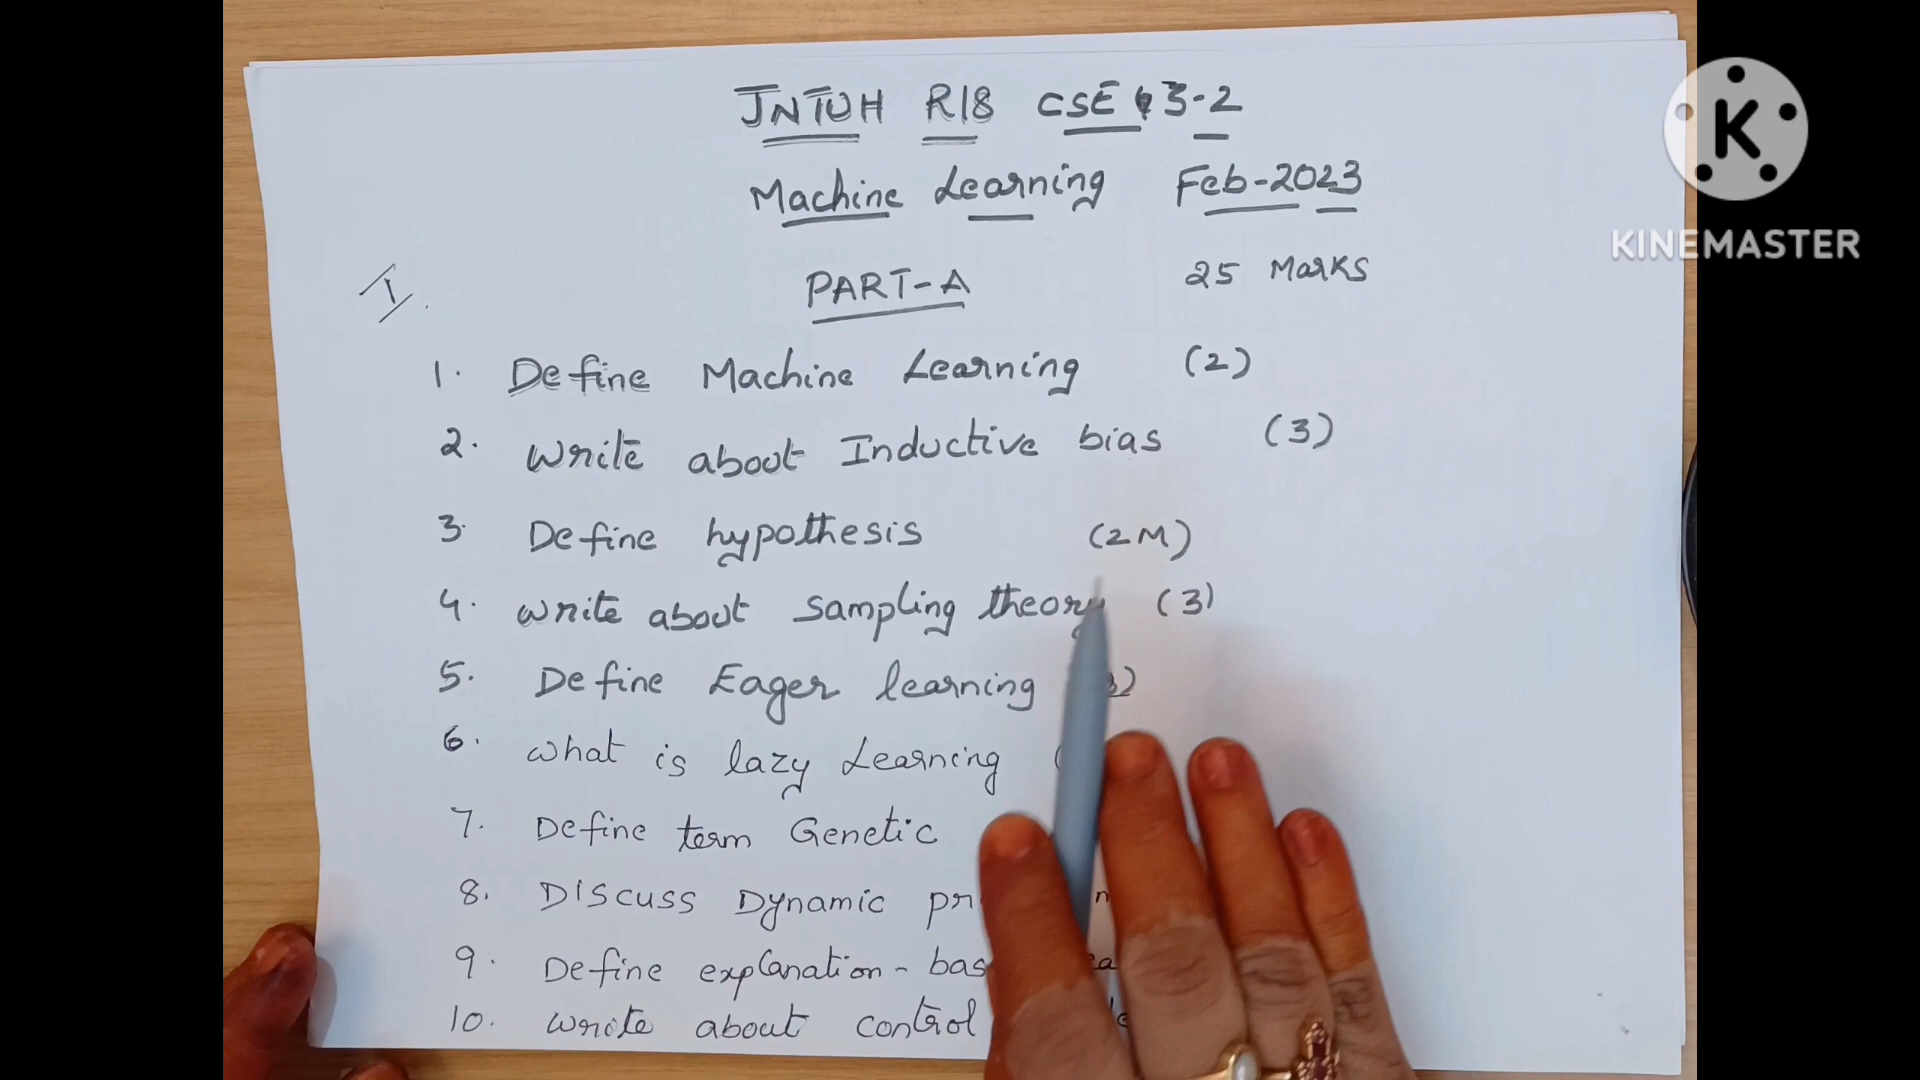 JNTUH R18 CSE 3-2
Machine Learning Feb-2023
I. PART-A 25 Marks
1. Define Machine Learning (2)
2. Write about Inductive bias (3)
3. Define hypothesis (2M)
4. Write about Sampling theory (3)
5. Define Eager learning
6. What is lazy Learning
7. Define term Genetic
8. Discuss Dynamic
9. Define explanation-
10. Write about control
K
KINEMASTER